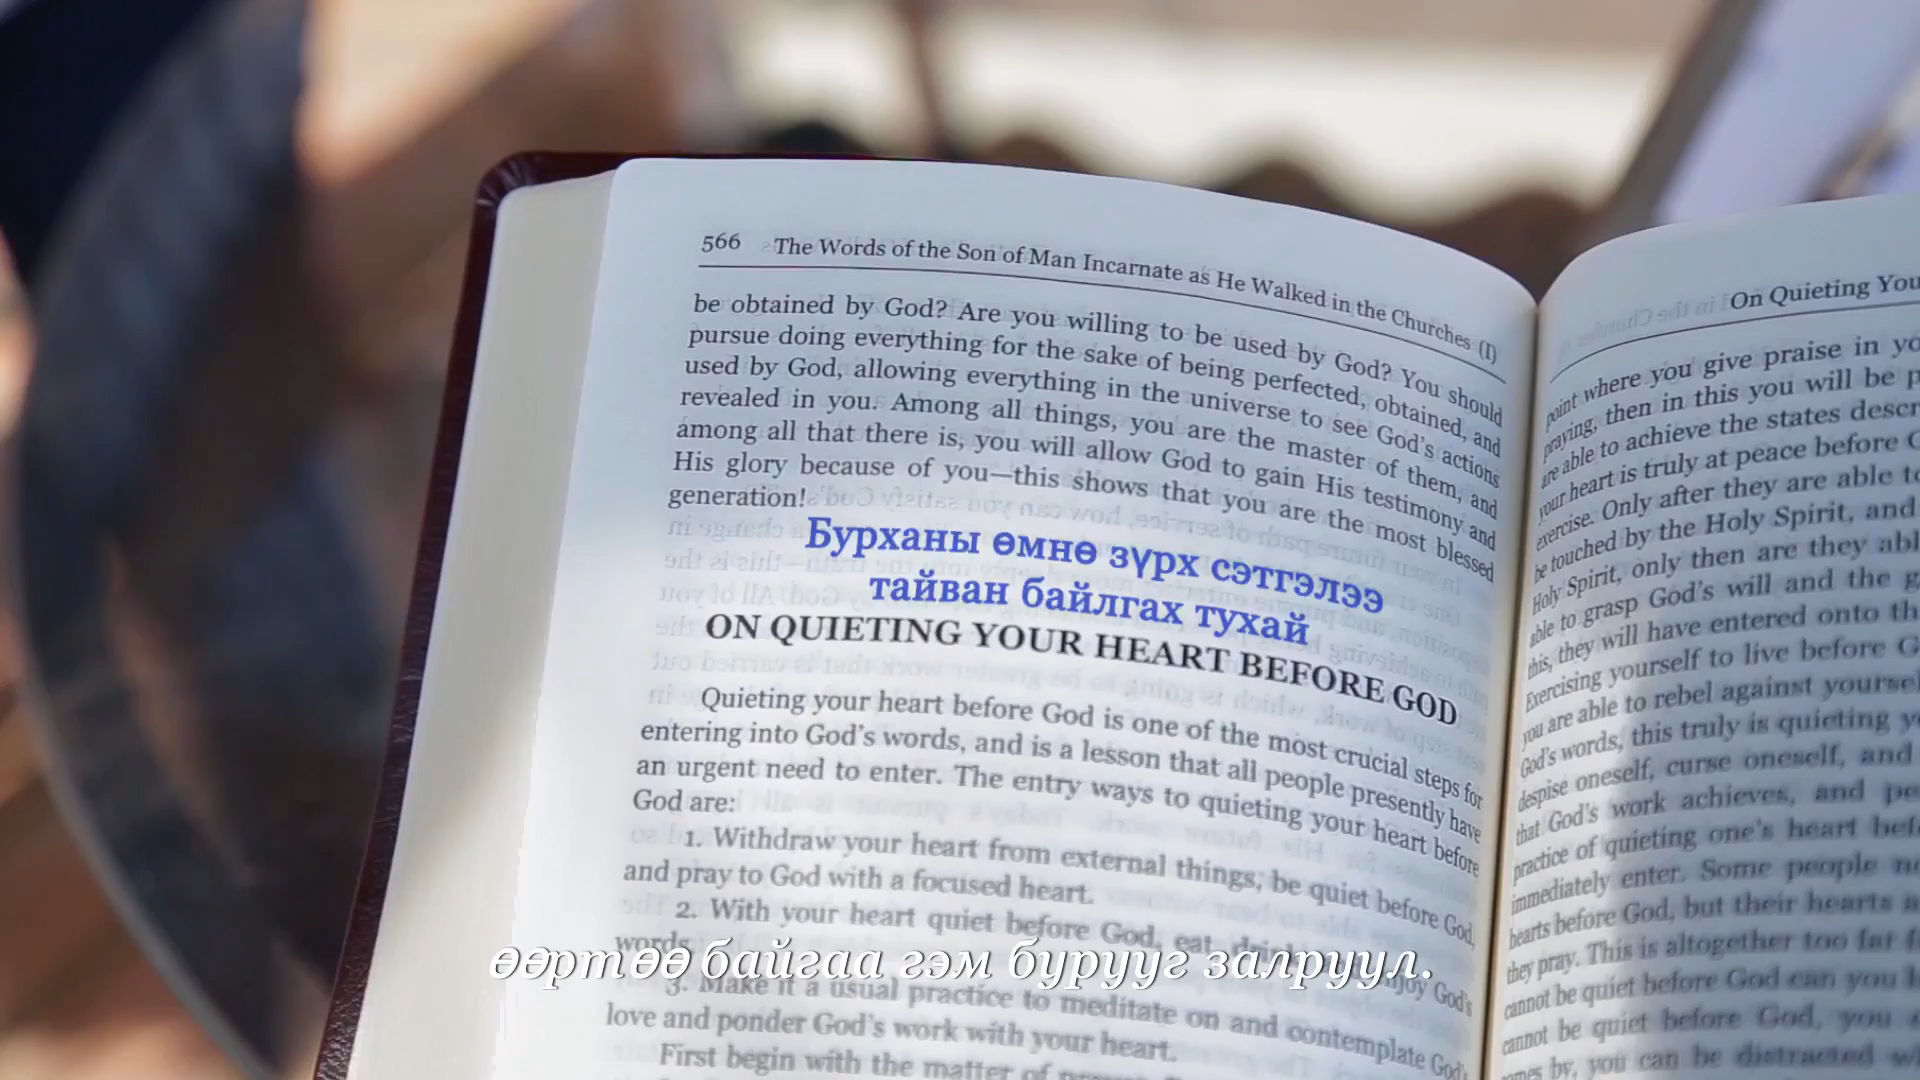 566 The Words of the Son of Man Incarnate as He Walked in the Churches (I)
be obtained by God? Are you willing to be used by God? You should
pursue doing everything for the sake of being perfected, obtained, and
used by God, allowing everything in the universe to see God's actions
revealed in you. Among all things, you are the master of them, and
among all that there is, you will allow God to gain His testimony and
His glory because of you—this shows that you are the most blessed
generation!
Бурханы өмнө зүрх сэтгэлээ
тайван байлгах тухай
ON QUIETING YOUR HEART BEFORE GOD
Quieting your heart before God is one of the most crucial steps for
entering into God's words, and is a lesson that all people presently have
an urgent need to enter. The entry ways to quieting your heart before
God are:
1. Withdraw your heart from external things, be quiet before God,
and pray to God with a focused heart.
2. With your heart quiet before God, eat, drink, enjoy God's
words.
3. Make it a usual practice to meditate on and contemplate God's
love and ponder God's work with your heart.
First begin with the matter of
өөртөө байгаа гэм бурууг залруул.
On Quieting
point where you give praise in
praying, then in this you will be
are able to achieve the states
your heart is truly at peace before
exercise. Only after they are able
be touched by the Holy Spirit, and
Holy Spirit, only then are they
able to grasp God's will and the
this, they will have entered onto
Exercising yourself to live before
you are able to rebel against
God's words, this truly is quieting
despise oneself, curse oneself, and
that God's work achieves, and
practice of quieting one's heart
immediately enter. Some people
hearts before God, but their hearts
they pray. This is altogether too far
cannot be quiet before God can you
cannot be quiet before God, you
by, you can be distracted